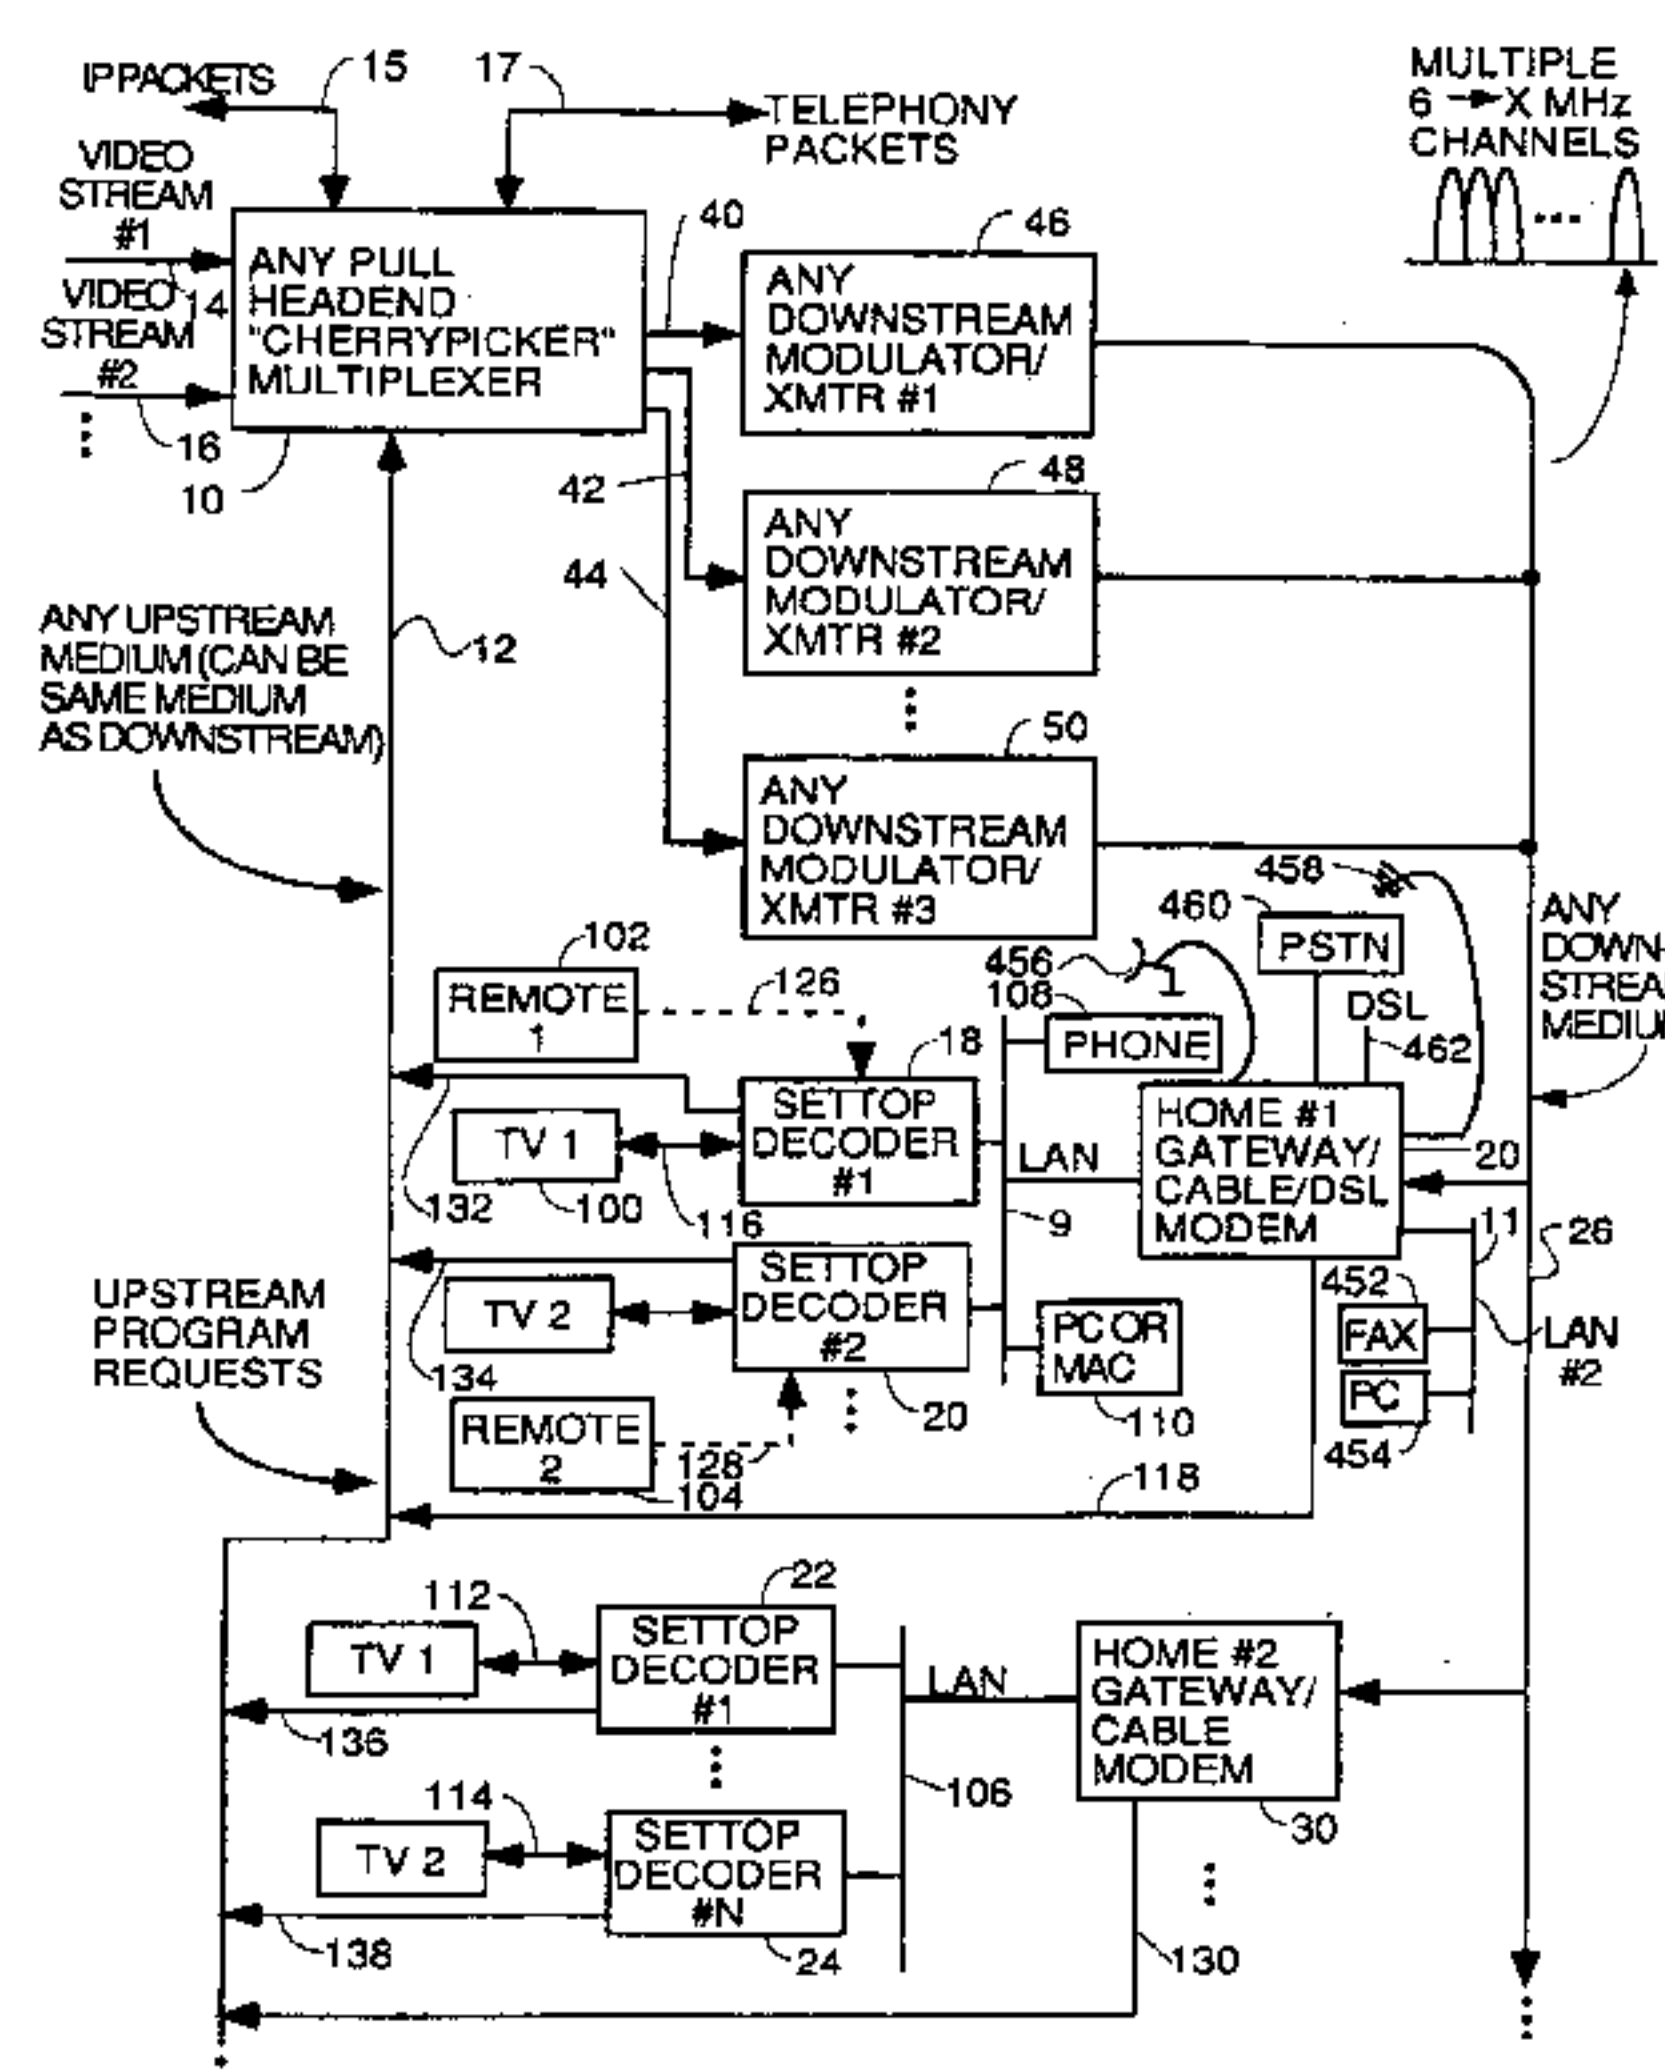 IP PACKETS
15
17
TELEPHONY
PACKETS
MULTIPLE
6 → X MHz
CHANNELS
...
VIDEO
STREAM
#1
14
VIDEO
STREAM
#2
16
10
ANY PULL
HEADEND
"CHERRYPICKER"
MULTIPLEXER
40
42
44
46
ANY
DOWNSTREAM
MODULATOR/
XMTR #1
48
ANY
DOWNSTREAM
MODULATOR/
XMTR #2
50
ANY
DOWNSTREAM
MODULATOR/
XMTR #3
ANY UPSTREAM
MEDIUM (CAN BE
SAME MEDIUM
AS DOWNSTREAM)
12
458
460
PSTN
ANY
DOWN-
STREA
MEDIU
102
REMOTE
1
126
456
108
PHONE
DSL
462
18
SETTOP
DECODER
#1
TV 1
100
116
132
LAN
9
HOME #1
GATEWAY/
CABLE/DSL
MODEM
20
11
26
UPSTREAM
PROGRAM
REQUESTS
TV 2
134
SETTOP
DECODER
#2
20
PC OR
MAC
110
452
FAX
LAN
#2
PC
454
REMOTE
2
128
104
118
112
22
TV 1
SETTOP
DECODER
#1
136
LAN
106
HOME #2
GATEWAY/
CABLE
MODEM
30
114
TV 2
SETTOP
DECODER
#N
138
24
130